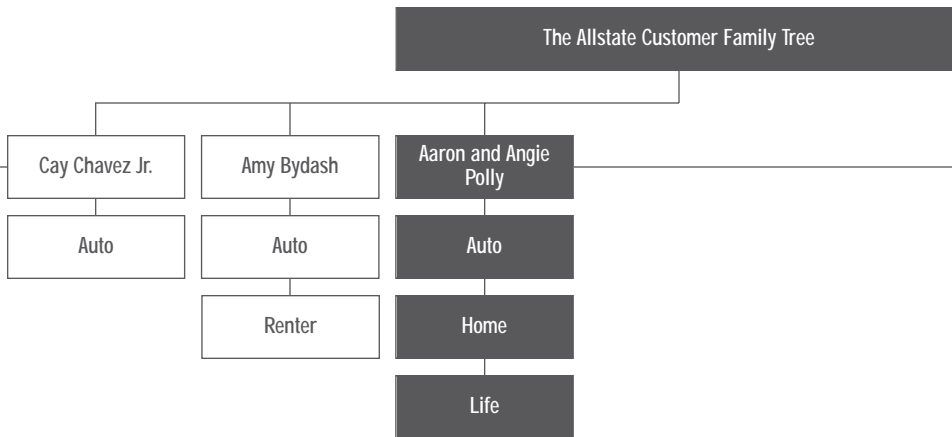 The Allstate Customer Family Tree
Cay Chavez Jr.
Amy Bydash
Aaron and Angie
Polly
Auto
Auto
Auto
Renter
Home
Life